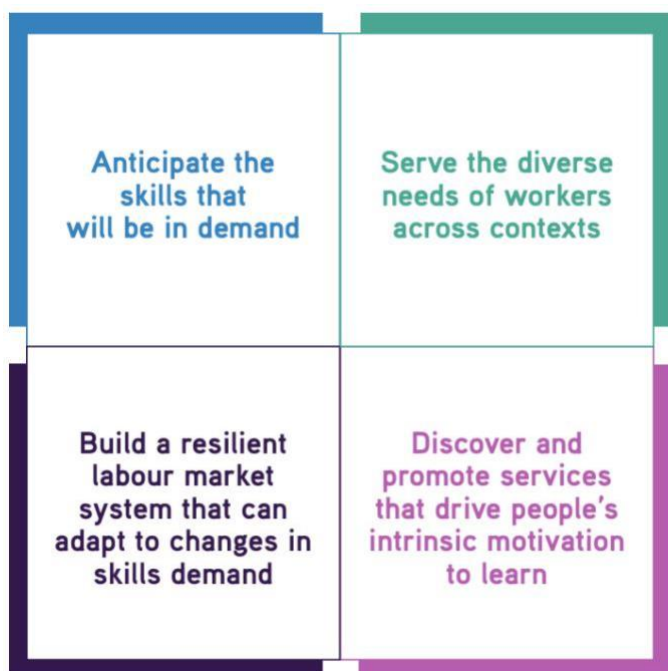 Anticipate the
skills that
will be in demand
Serve the diverse
needs of workers
across contexts
Build a resilient
labour market
system that can
adapt to changes in
skills demand
Discover and
promote services
that drive people's
intrinsic motivation
to learn